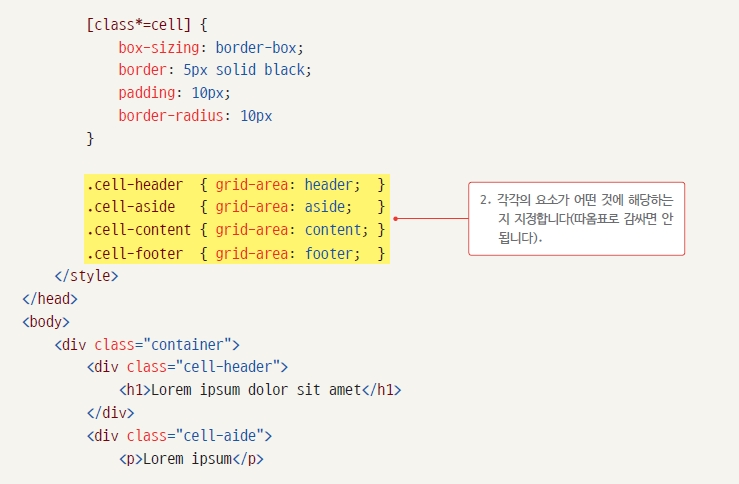 [class*=cell] {
box-sizing: border-box;
border: 5px solid black;
padding: 10px;
border-radius: 10px
}
.cell-header { grid-area: header; }
.cell-aside { grid-area: aside; }
.cell-content { grid-area: content; }
.cell-footer { grid-area: footer; }
2. 각각의 요소가 어떤 것에 해당하는
지 지정합니다(따옴표로 감싸면 안
됩니다).
</style>
</head>
<body>
<div class="container">
<div class="cell-header">
<h1>Lorem ipsum dolor sit amet</h1>
</div>
<div class="cell-aide">
<p>Lorem ipsum</p>